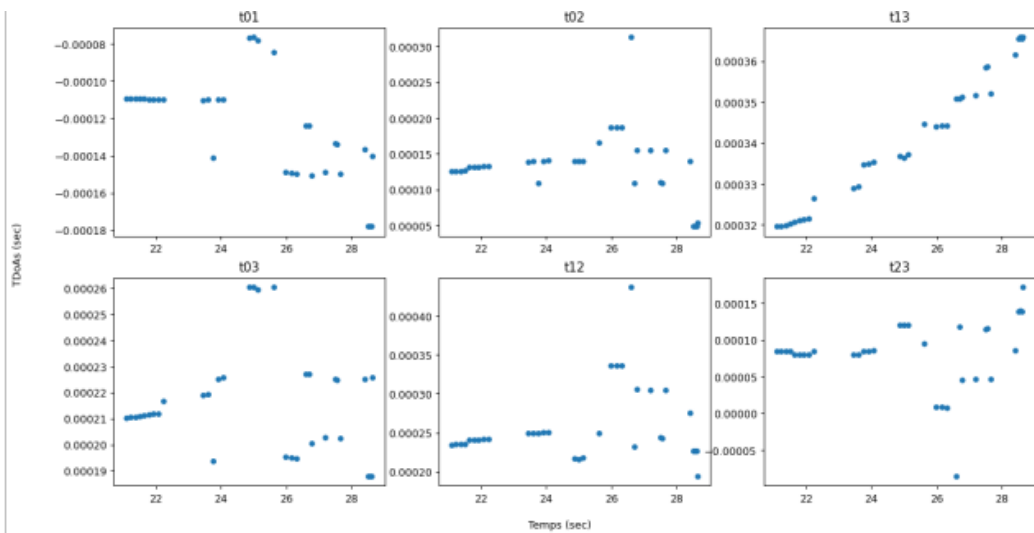 t01 t02 t13
−0.00008 0.00030 0.00036
−0.00010 0.00025 0.00035
−0.00012 0.00020 0.00034
−0.00014 0.00015 0.00033
−0.00016 0.00010 0.00032
−0.00018 0.00005
22 24 26 28 22 24 26 28 22 24 26 28
TDoAs (sec)
t03 t12 t23
0.00026 0.00040 0.00015
0.00025 0.00035 0.00010
0.00024 0.00030 0.00005
0.00023 0.00025 0.00000
0.00022 0.00020 −0.00005
0.00021
0.00020
0.00019
22 24 26 28 22 24 26 28 22 24 26 28
Temps (sec)